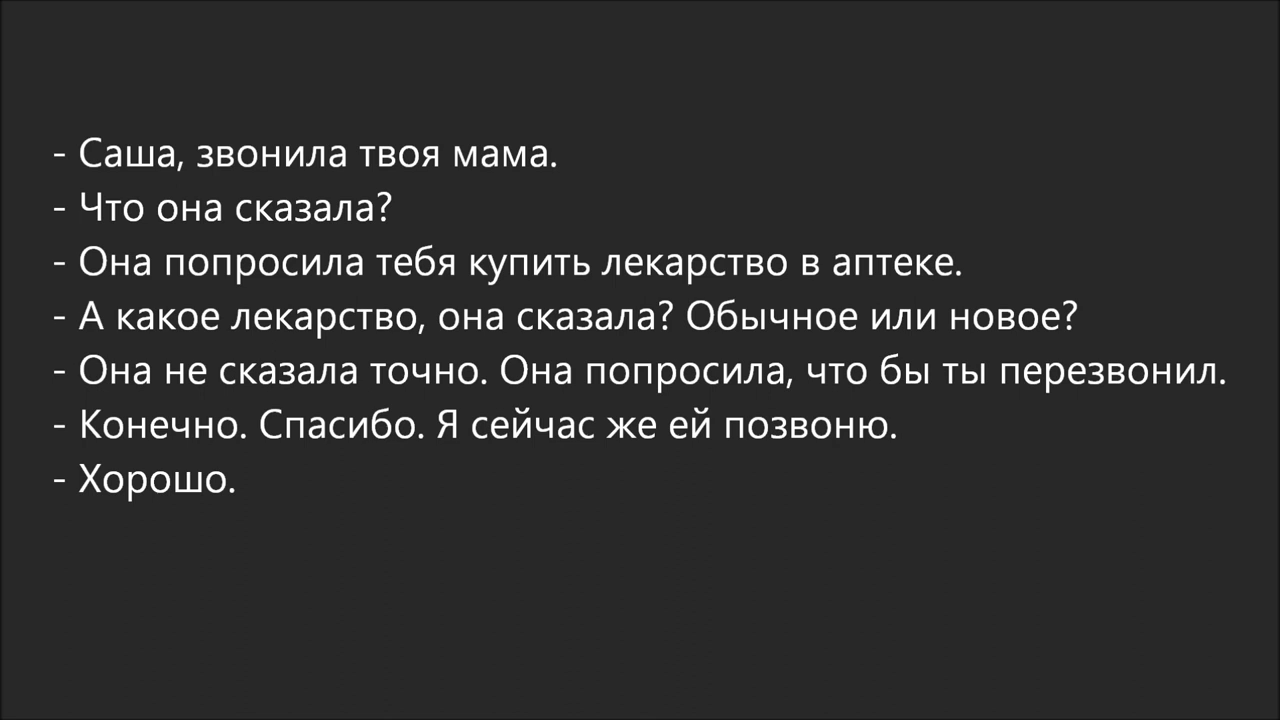 - Саша, звонила твоя мама.
- Что она сказала?
- Она попросила тебя купить лекарство в аптеке.
- А какое лекарство, она сказала? Обычное или новое?
- Она не сказала точно. Она попросила, что бы ты перезвонил.
- Конечно. Спасибо. Я сейчас же ей позвоню.
- Хорошо.